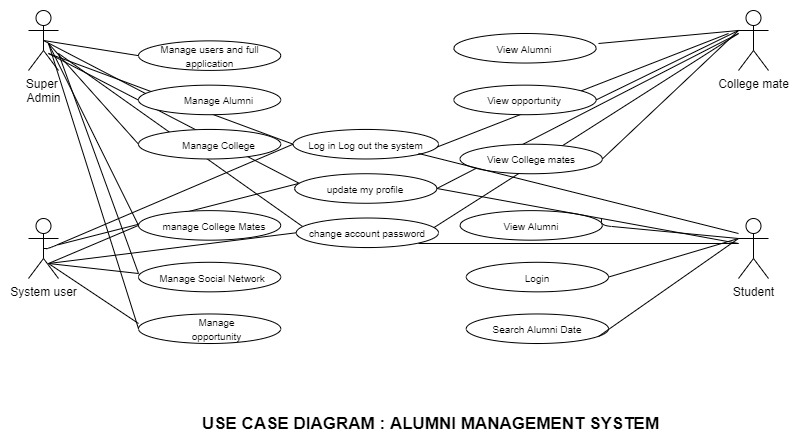 Super
Admin
College mate
System user
Student
Manage users and full
application
Manage Alumni
Manage College
manage College Mates
Manage Social Network
Manage
opportunity
Log in Log out the system
update my profile
change account password
View Alumni
View opportunity
View College mates
View Alumni
Login
Search Alumni Date
USE CASE DIAGRAM : ALUMNI MANAGEMENT SYSTEM